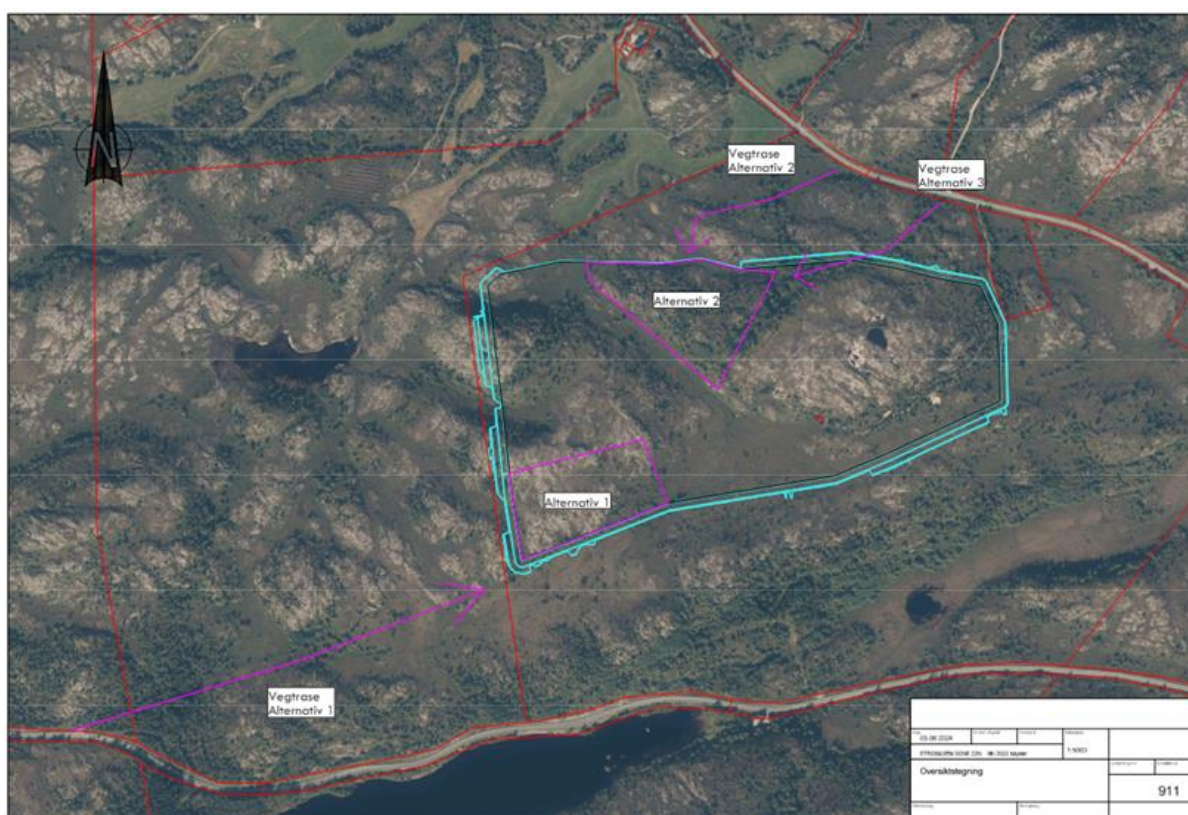 N
Vegtrase
Alternativ 2
Vegtrase
Alternativ 3
Alternativ 2
Alternativ 1
Vegtrase
Alternativ 1
Oversiktstegning
911